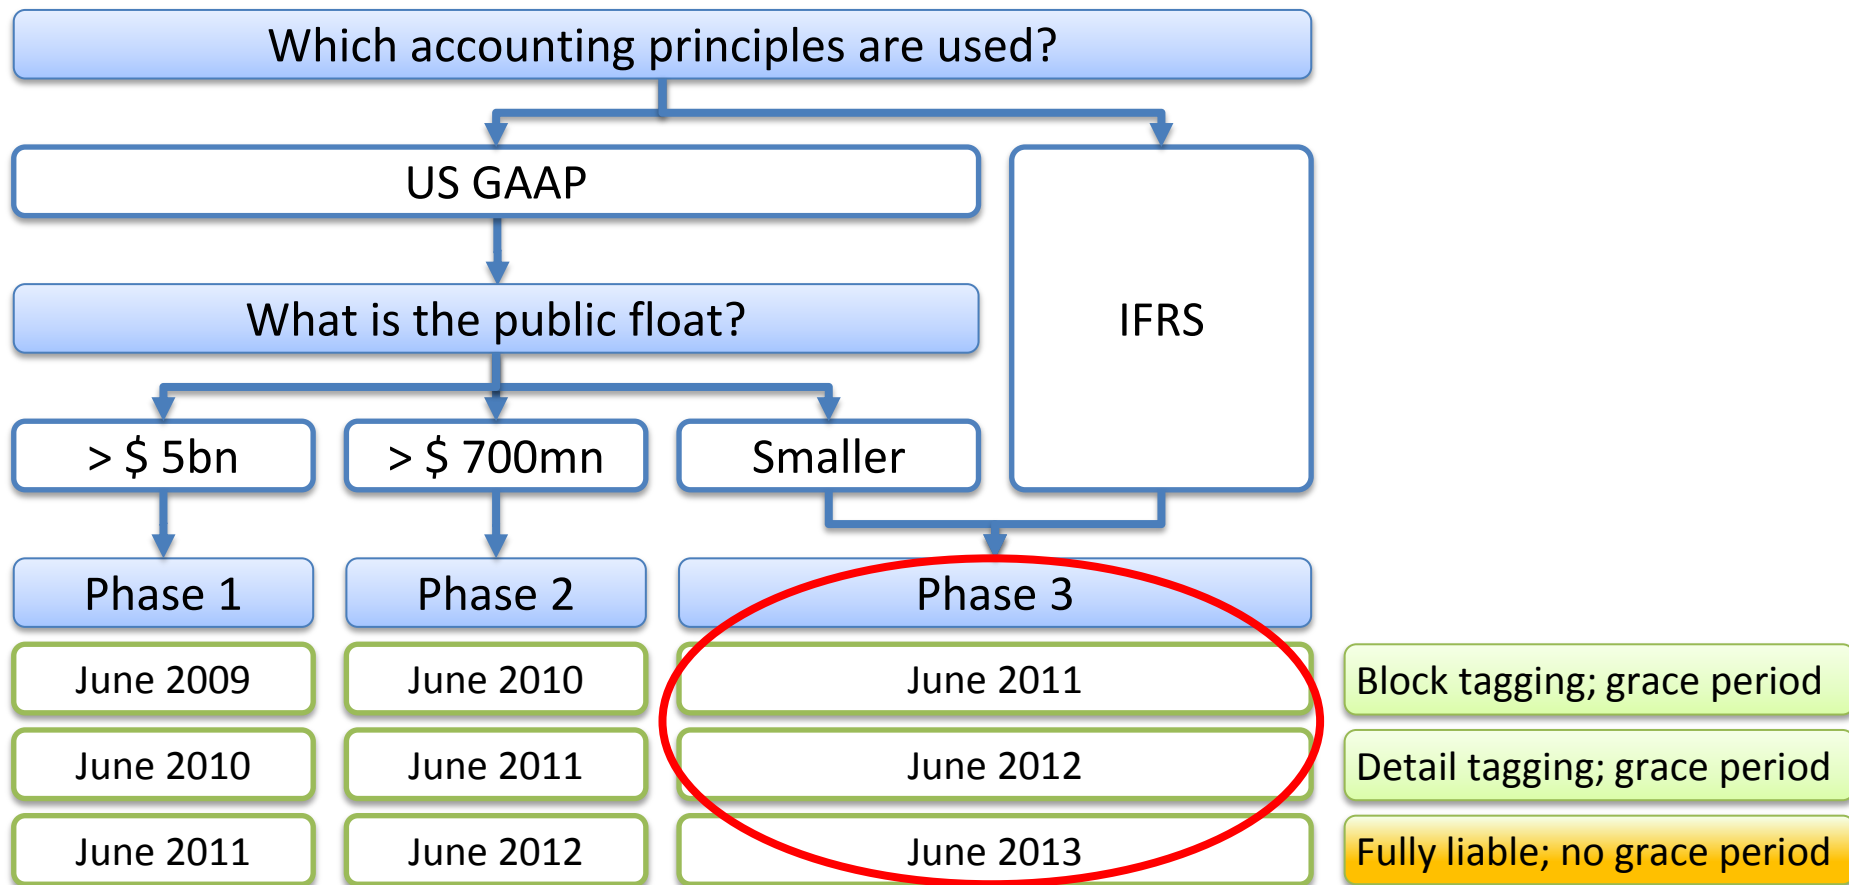 Which accounting principles are used?
US GAAP
IFRS
What is the public float?
> $ 5bn
> $ 700mn
Smaller
Phase 1
Phase 2
Phase 3
June 2009
June 2010
June 2011
Block tagging; grace period
June 2010
June 2011
June 2012
Detail tagging; grace period
June 2011
June 2012
June 2013
Fully liable; no grace period